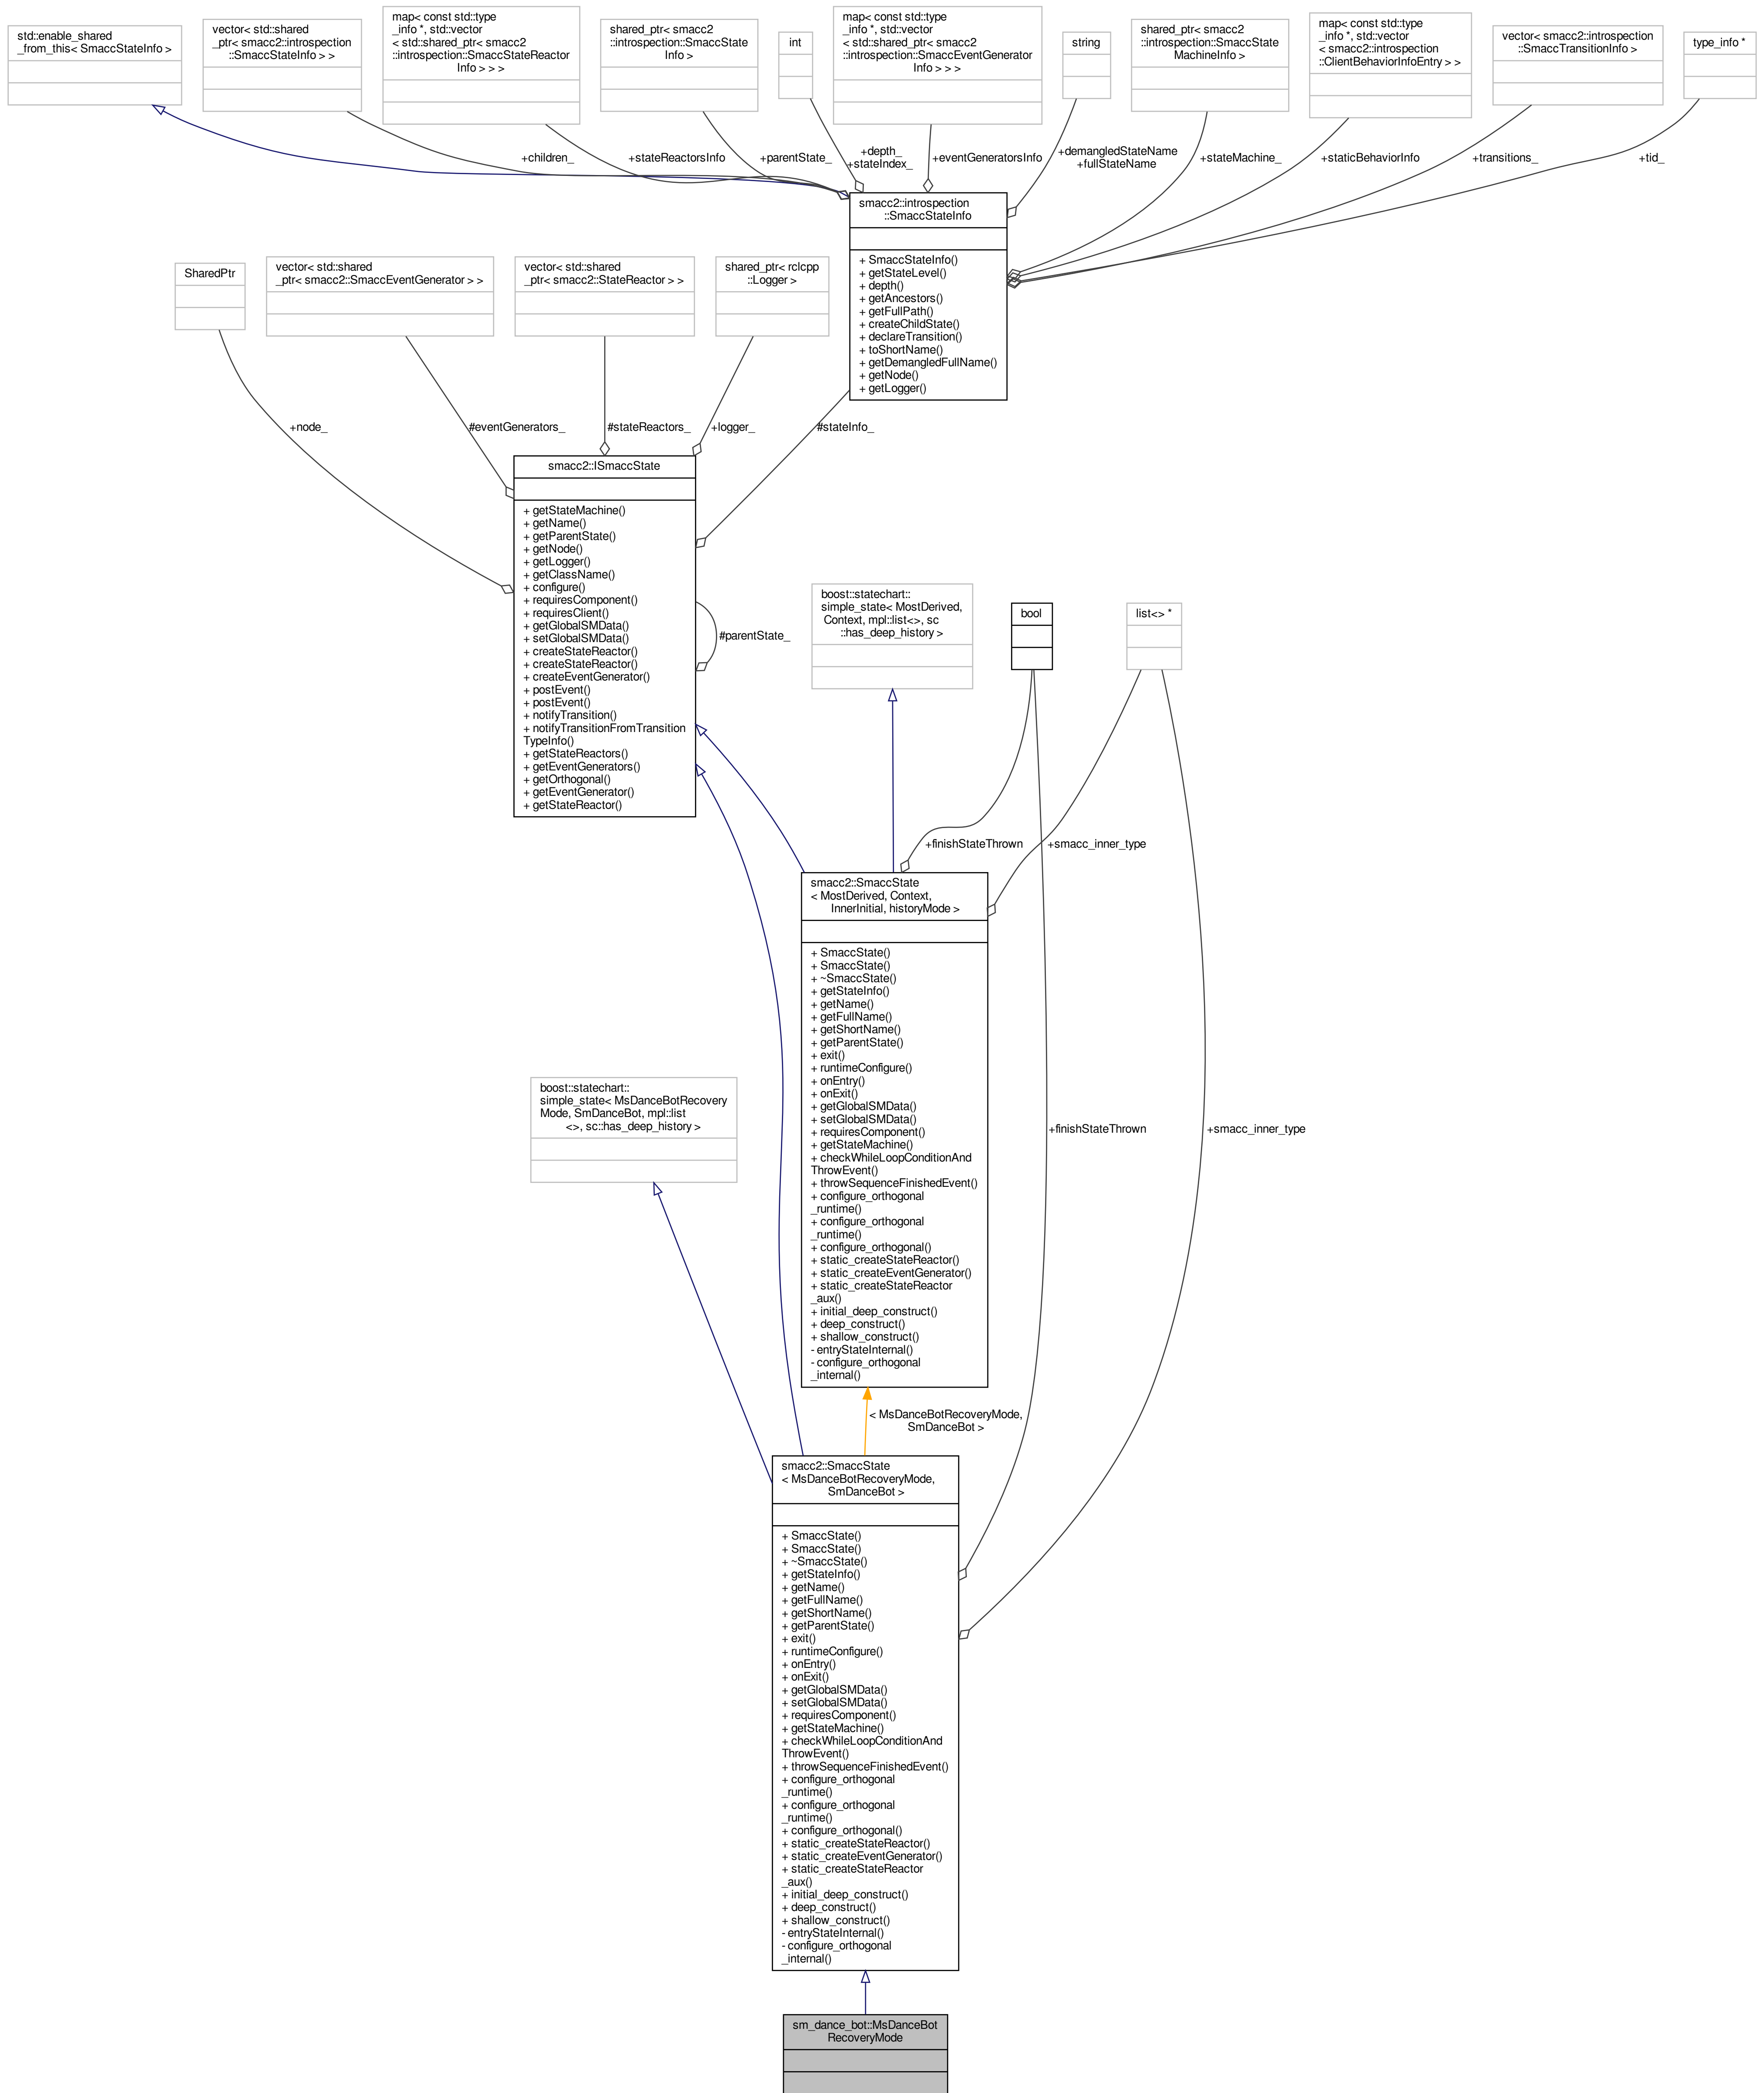 std::enable_shared
_from_this< SmaccStateInfo >
vector< std::shared
_ptr< smacc2::introspection
::SmaccStateInfo > >
map< const std::type
_info *, std::vector
< std::shared_ptr< smacc2
::introspection::SmaccStateReactor
Info > > >
shared_ptr< smacc2
::introspection::SmaccState
Info >
int
map< const std::type
_info *, std::vector
< std::shared_ptr< smacc2
::introspection::SmaccEventGenerator
Info > > >
string
shared_ptr< smacc2
::introspection::SmaccState
MachineInfo >
map< const std::type
_info *, std::vector
< smacc2::introspection
::ClientBehaviorInfoEntry > >
vector< smacc2::introspection
::SmaccTransitionInfo >
type_info *
+children_
+stateReactorsInfo
+parentState_
+depth_
+stateIndex_
+eventGeneratorsInfo
+demangledStateName
+fullStateName
+stateMachine_
+staticBehaviorInfo
+transitions_
+tid_
smacc2::introspection
::SmaccStateInfo
+ SmaccStateInfo()
+ getStateLevel()
+ depth()
+ getAncestors()
+ getFullPath()
+ createChildState()
+ declareTransition()
+ toShortName()
+ getDemangledFullName()
+ getNode()
+ getLogger()
SharedPtr
vector< std::shared
_ptr< smacc2::SmaccEventGenerator > >
vector< std::shared
_ptr< smacc2::StateReactor > >
shared_ptr< rclcpp
::Logger >
+node_
#eventGenerators_
#stateReactors_
+logger_
#stateInfo_
smacc2::ISmaccState
+ getStateMachine()
+ getName()
+ getParentState()
+ getNode()
+ getLogger()
+ getClassName()
+ configure()
+ requiresComponent()
+ requiresClient()
+ getGlobalSMData()
+ setGlobalSMData()
+ createStateReactor()
+ createStateReactor()
+ createEventGenerator()
+ postEvent()
+ postEvent()
+ notifyTransition()
+ notifyTransitionFromTransition
TypeInfo()
+ getStateReactors()
+ getEventGenerators()
+ getOrthogonal()
+ getEventGenerator()
+ getStateReactor()
#parentState_
boost::statechart::
simple_state< MostDerived,
Context, mpl::list<>, sc
::has_deep_history >
bool
list<> *
+finishStateThrown
+smacc_inner_type
smacc2::SmaccState
< MostDerived, Context,
InnerInitial, historyMode >
+ SmaccState()
+ SmaccState()
+ ~SmaccState()
+ getStateInfo()
+ getName()
+ getFullName()
+ getShortName()
+ getParentState()
+ exit()
+ runtimeConfigure()
+ onEntry()
+ onExit()
+ getGlobalSMData()
+ setGlobalSMData()
+ requiresComponent()
+ getStateMachine()
+ checkWhileLoopConditionAnd
ThrowEvent()
+ throwSequenceFinishedEvent()
+ configure_orthogonal
_runtime()
+ configure_orthogonal
_runtime()
+ configure_orthogonal()
+ static_createStateReactor()
+ static_createEventGenerator()
+ static_createStateReactor
_aux()
+ initial_deep_construct()
+ deep_construct()
+ shallow_construct()
- entryStateInternal()
- configure_orthogonal
_internal()
boost::statechart::
simple_state< MsDanceBotRecovery
Mode, SmDanceBot, mpl::list
<>, sc::has_deep_history >
+finishStateThrown
+smacc_inner_type
< MsDanceBotRecoveryMode,
SmDanceBot >
smacc2::SmaccState
< MsDanceBotRecoveryMode,
SmDanceBot >
+ SmaccState()
+ SmaccState()
+ ~SmaccState()
+ getStateInfo()
+ getName()
+ getFullName()
+ getShortName()
+ getParentState()
+ exit()
+ runtimeConfigure()
+ onEntry()
+ onExit()
+ getGlobalSMData()
+ setGlobalSMData()
+ requiresComponent()
+ getStateMachine()
+ checkWhileLoopConditionAnd
ThrowEvent()
+ throwSequenceFinishedEvent()
+ configure_orthogonal
_runtime()
+ configure_orthogonal
_runtime()
+ configure_orthogonal()
+ static_createStateReactor()
+ static_createEventGenerator()
+ static_createStateReactor
_aux()
+ initial_deep_construct()
+ deep_construct()
+ shallow_construct()
- entryStateInternal()
- configure_orthogonal
_internal()
sm_dance_bot::MsDanceBot
RecoveryMode